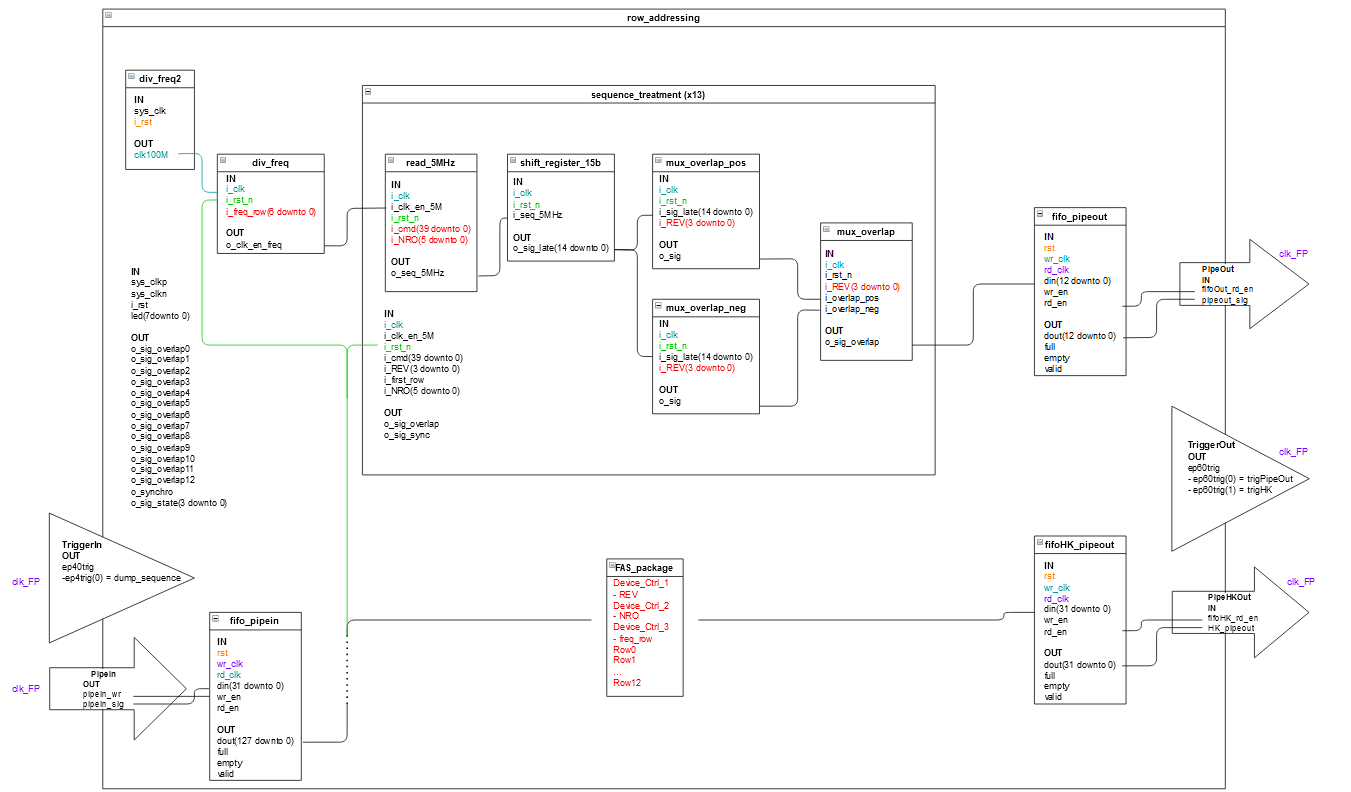 row_addressing
div_freq2
IN
sys_clk
i_rst
OUT
clk100M
div_freq
IN
i_clk
i_rst_n
i_freq_row(6 downto 0)
OUT
o_clk_en_freq
IN
sys_clkp
sys_clkn
i_rst
led(7downto 0)
OUT
o_sig_overlap0
o_sig_overlap1
o_sig_overlap2
o_sig_overlap3
o_sig_overlap4
o_sig_overlap5
o_sig_overlap6
o_sig_overlap7
o_sig_overlap8
o_sig_overlap9
o_sig_overlap10
o_sig_overlap11
o_sig_overlap12
o_synchro
o_sig_state(3 downto 0)
sequence_treatment (x13)
read_5MHz
IN
i_clk
i_clk_en_5M
i_rst_n
i_cmd(39 downto 0)
i_NRO(5 downto 0)
OUT
o_seq_5MHz
IN
i_clk
i_clk_en_5M
i_rst_n
i_cmd(39 downto 0)
i_REV(3 downto 0)
i_first_row
i_NRO(5 downto 0)
OUT
o_sig_overlap
o_sig_sync
shift_register_15b
IN
i_clk
i_rst_n
i_seq_5MHz
OUT
o_sig_late(14 downto 0)
mux_overlap_pos
IN
i_clk
i_rst_n
i_sig_late(14 downto 0)
i_REV(3 downto 0)
OUT
o_sig
mux_overlap_neg
IN
i_clk
i_rst_n
i_sig_late(14 downto 0)
i_REV(3 downto 0)
OUT
o_sig
mux_overlap
IN
i_clk
i_rst_n
i_REV(3 downto 0)
i_overlap_pos
i_overlap_neg
OUT
o_sig_overlap
fifo_pipeout
IN
rst
wr_clk
rd_clk
din(12 downto 0)
wr_en
rd_en
OUT
dout(12 downto 0)
full
empty
valid
clk_FP
PipeOut
IN
fifoOut_rd_en
pipeout_sig
TriggerOut
OUT
ep60trig
- ep60trig(0) = trigPipeOut
- ep60trig(1) = trigHK
clk_FP
TriggerIn
OUT
ep40trig
-ep4trig(0) = dump_sequence
clk_FP
clk_FP
PipeIn
OUT
pipein_wr
pipein_sig
fifo_pipein
IN
rst
wr_clk
rd_clk
din(31 downto 0)
wr_en
rd_en
OUT
dout(127 downto 0)
full
empty
valid
FAS_package
Device_Ctrl_1
- REV
Device_Ctrl_2
- NRO
Device_Ctrl_3
- freq_row
Row0
Row1
...
Row12
fifoHK_pipeout
IN
rst
wr_clk
rd_clk
din(31 downto 0)
wr_en
rd_en
OUT
dout(31 downto 0)
full
empty
valid
clk_FP
PipeHKOut
IN
fifoHK_rd_en
HK_pipeout